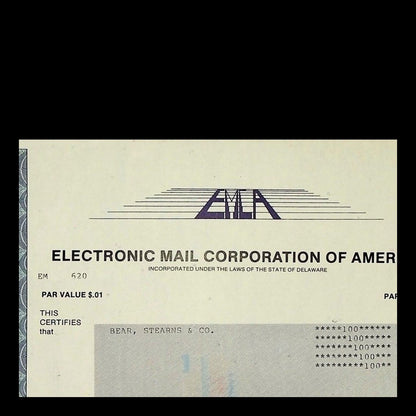 EMCA
ELECTRONIC MAIL CORPORATION OF AMER
INCORPORATED UNDER THE LAWS OF THE STATE OF DELAWARE
EM 620
PAR VALUE $.01 PAR
THIS
CERTIFIES
that
BEAR, STEARNS & CO. *****100******
******100*****
*******100****
********100***
*********100**